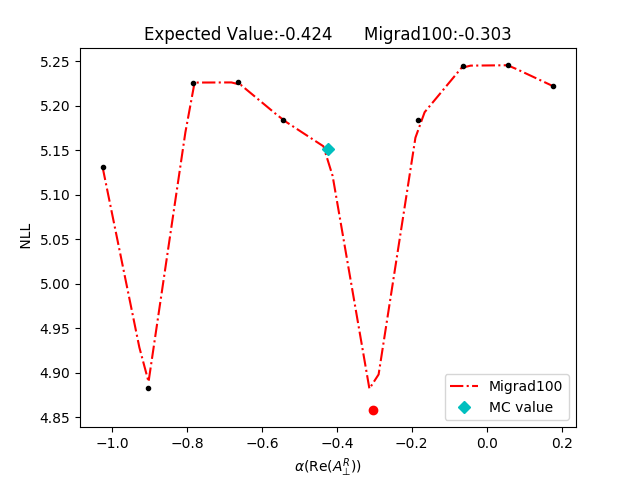 Expected Value:-0.424 Migrad100:-0.303
5.25
5.20
5.15
5.10
5.05
5.00
4.95
4.90
4.85
NLL
Migrad100
MC value
−1.0 −0.8 −0.6 −0.4 −0.2 0.0 0.2
α(Re(A_⊥^R))